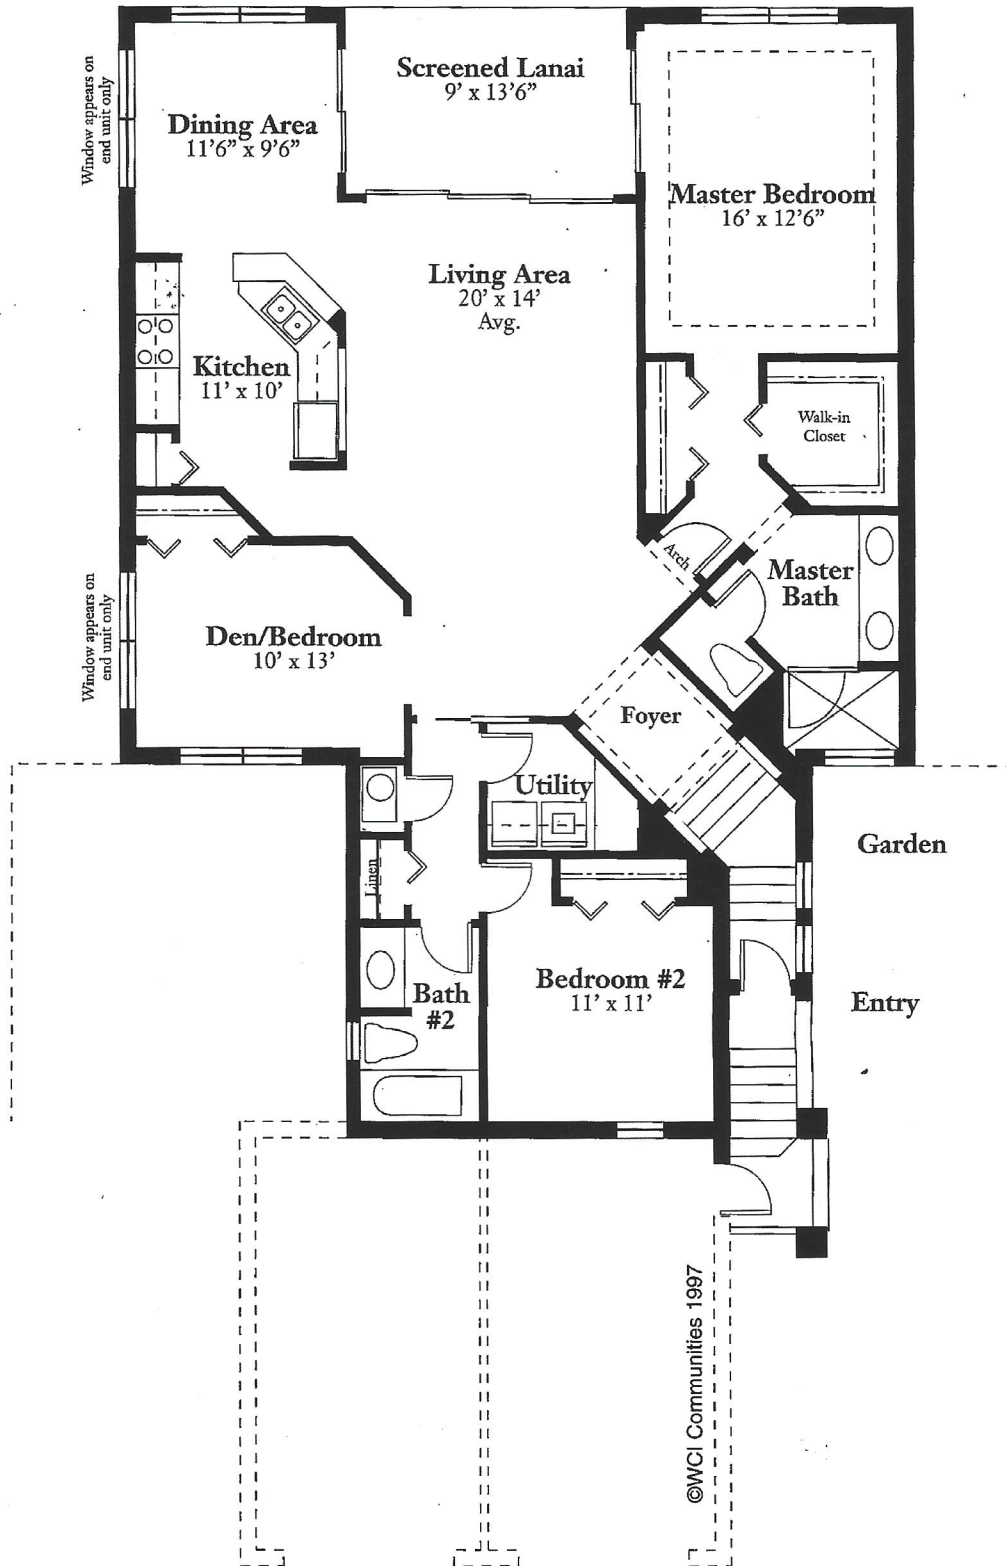 Window appears on
end unit only
Dining Area
11'6” x 9'6”
Screened Lanai
9' x 13'6”
Master Bedroom
16' x 12'6”
Living Area
20' x 14'
Avg.
Kitchen
11' x 10'
Walk-in
Closet
Arch
Master
Bath
Window appears on
end unit only
Den/Bedroom
10' x 13'
Foyer
Utility
Garden
Linen
Bedroom #2
11' x 11'
Bath
#2
Entry
©WCI Communities 1997